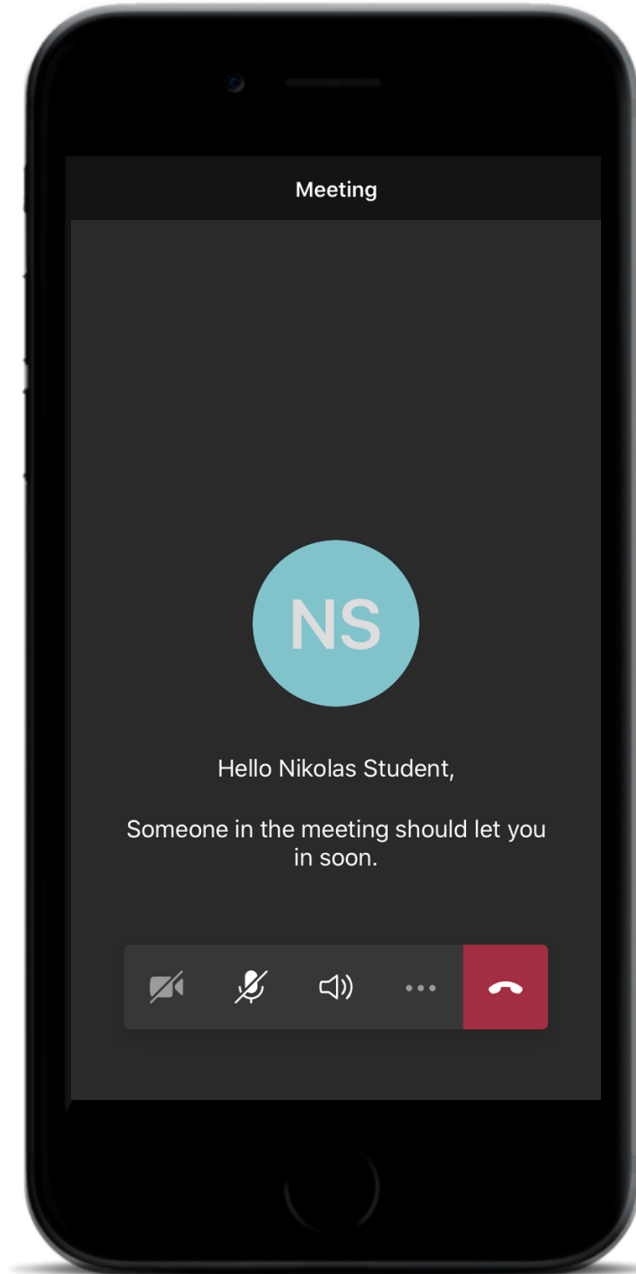 Meeting
NS
Hello Nikolas Student,
Someone in the meeting should let you
in soon.